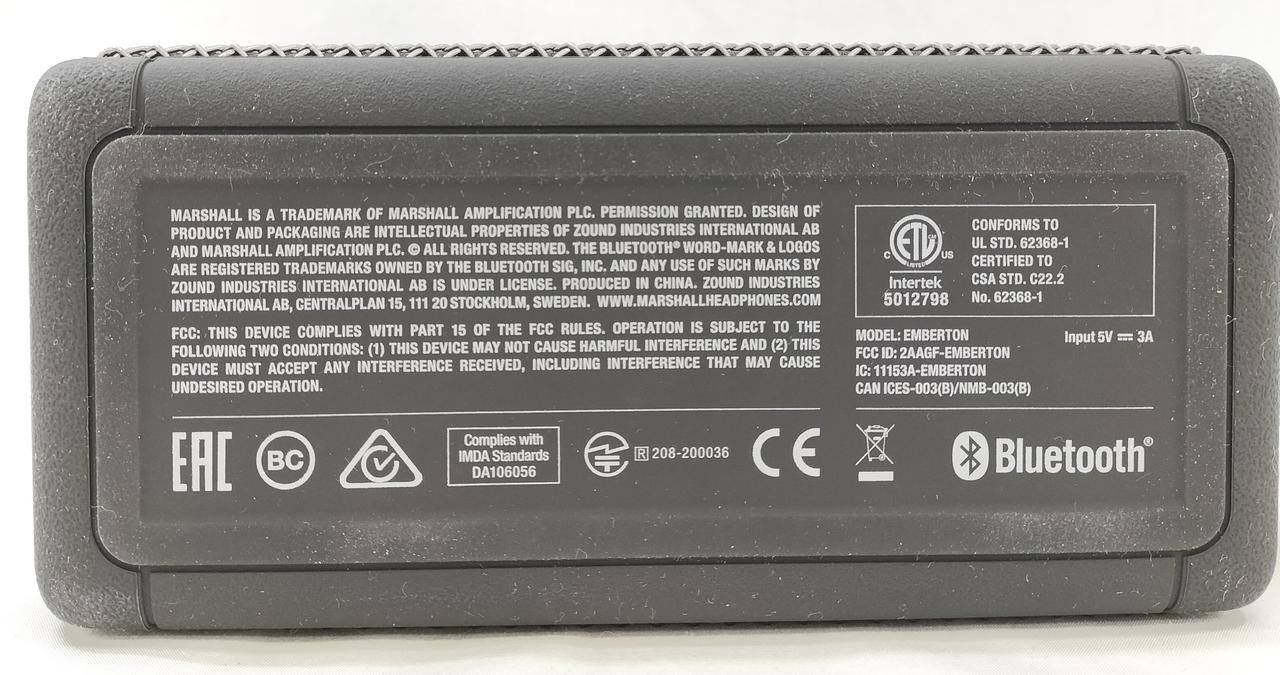 MARSHALL IS A TRADEMARK OF MARSHALL AMPLIFICATION PLC. PERMISSION GRANTED. DESIGN OF
PRODUCT AND PACKAGING ARE INTELLECTUAL PROPERTIES OF ZOUND INDUSTRIES INTERNATIONAL AB
AND MARSHALL AMPLIFICATION PLC. © ALL RIGHTS RESERVED. THE BLUETOOTH® WORD-MARK & LOGOS
ARE REGISTERED TRADEMARKS OWNED BY THE BLUETOOTH SIG, INC. AND ANY USE OF SUCH MARKS BY
ZOUND INDUSTRIES INTERNATIONAL AB IS UNDER LICENSE. PRODUCED IN CHINA. ZOUND INDUSTRIES
INTERNATIONAL AB, CENTRALPLAN 15, 111 20 STOCKHOLM, SWEDEN. WWW.MARSHALLHEADPHONES.COM
FCC: THIS DEVICE COMPLIES WITH PART 15 OF THE FCC RULES. OPERATION IS SUBJECT TO THE
FOLLOWING TWO CONDITIONS: (1) THIS DEVICE MAY NOT CAUSE HARMFUL INTERFERENCE AND (2) THIS
DEVICE MUST ACCEPT ANY INTERFERENCE RECEIVED, INCLUDING INTERFERENCE THAT MAY CAUSE
UNDESIRED OPERATION.
ETL CM
LISTED
C US
Intertek
5012798
CONFORMS TO
UL STD. 62368-1
CERTIFIED TO
CSA STD. C22.2
No. 62368-1
MODEL: EMBERTON
Input 5V ⎓ 3A
FCC ID: 2AAGF-EMBERTON
IC: 11153A-EMBERTON
CAN ICES-003(B)/NMB-003(B)
EAC
BC
Complies with
IMDA Standards
DA106056
R 208-200036
CE
Bluetooth®